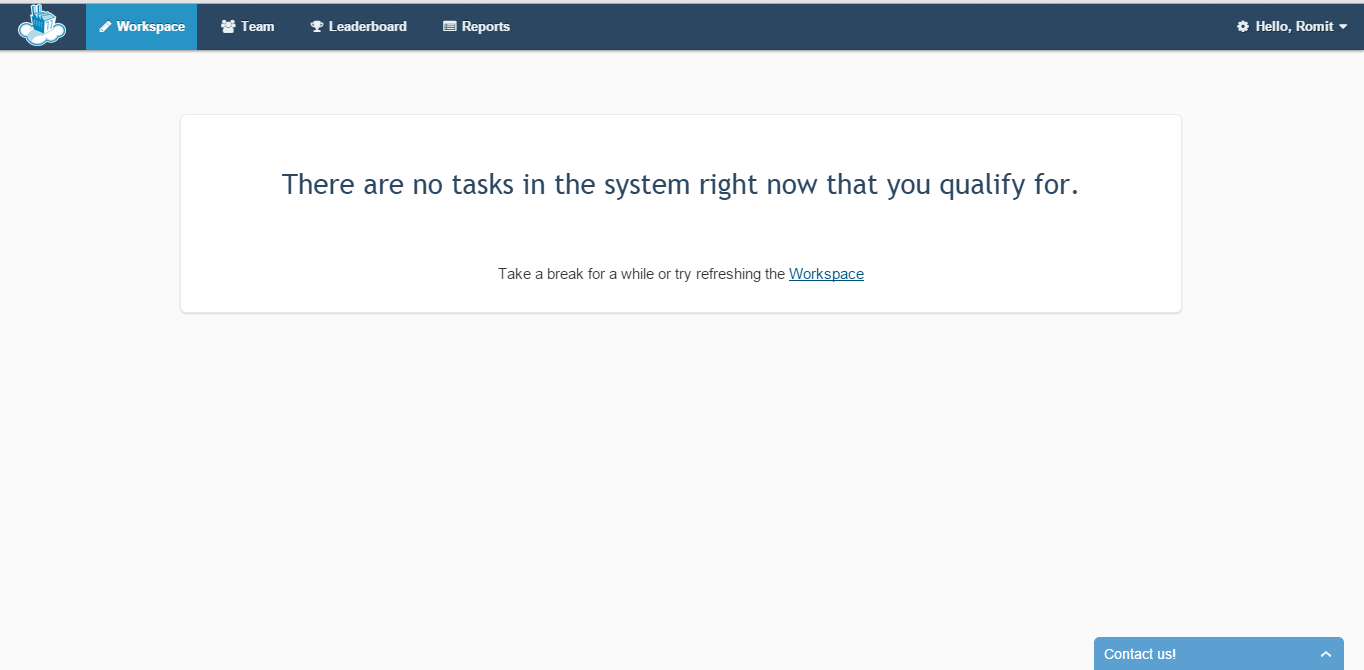 Workspace Team Leaderboard Reports Hello, Romit
There are no tasks in the system right now that you qualify for.
Take a break for a while or try refreshing the Workspace
Contact us!